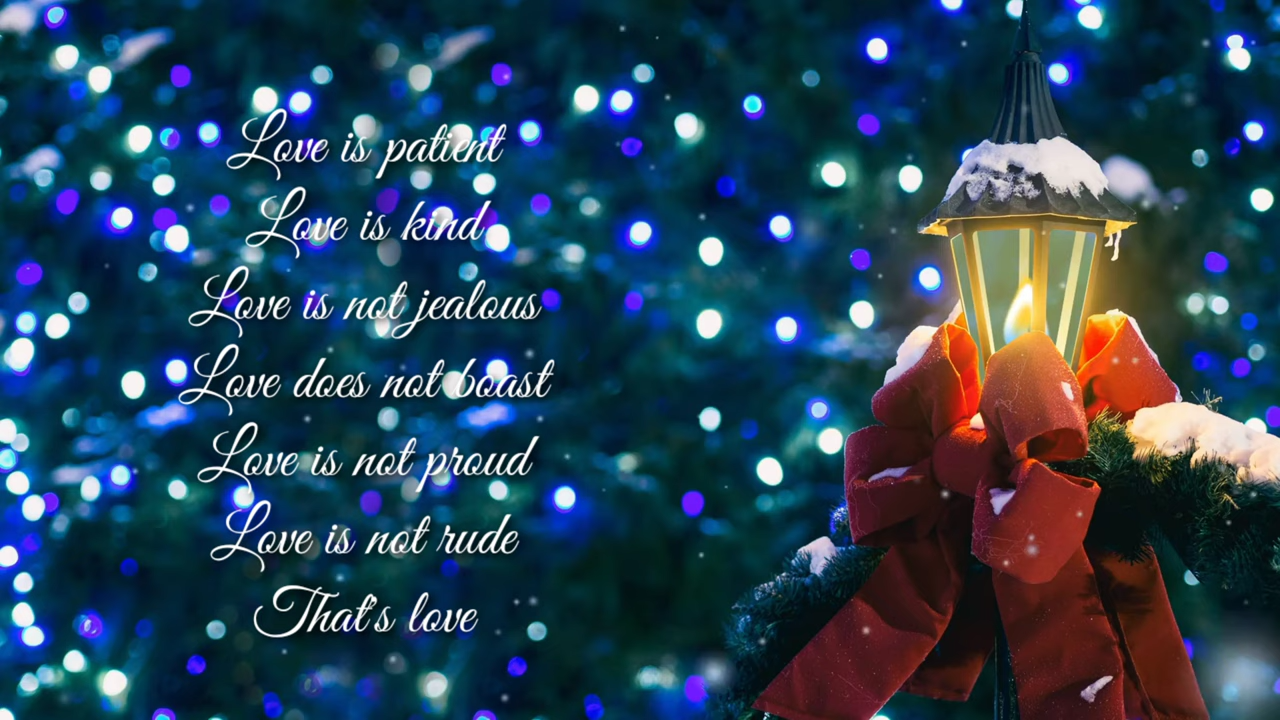 Love is patient
Love is kind
Love is not jealous
Love does not boast
Love is not proud
Love is not rude
That's love